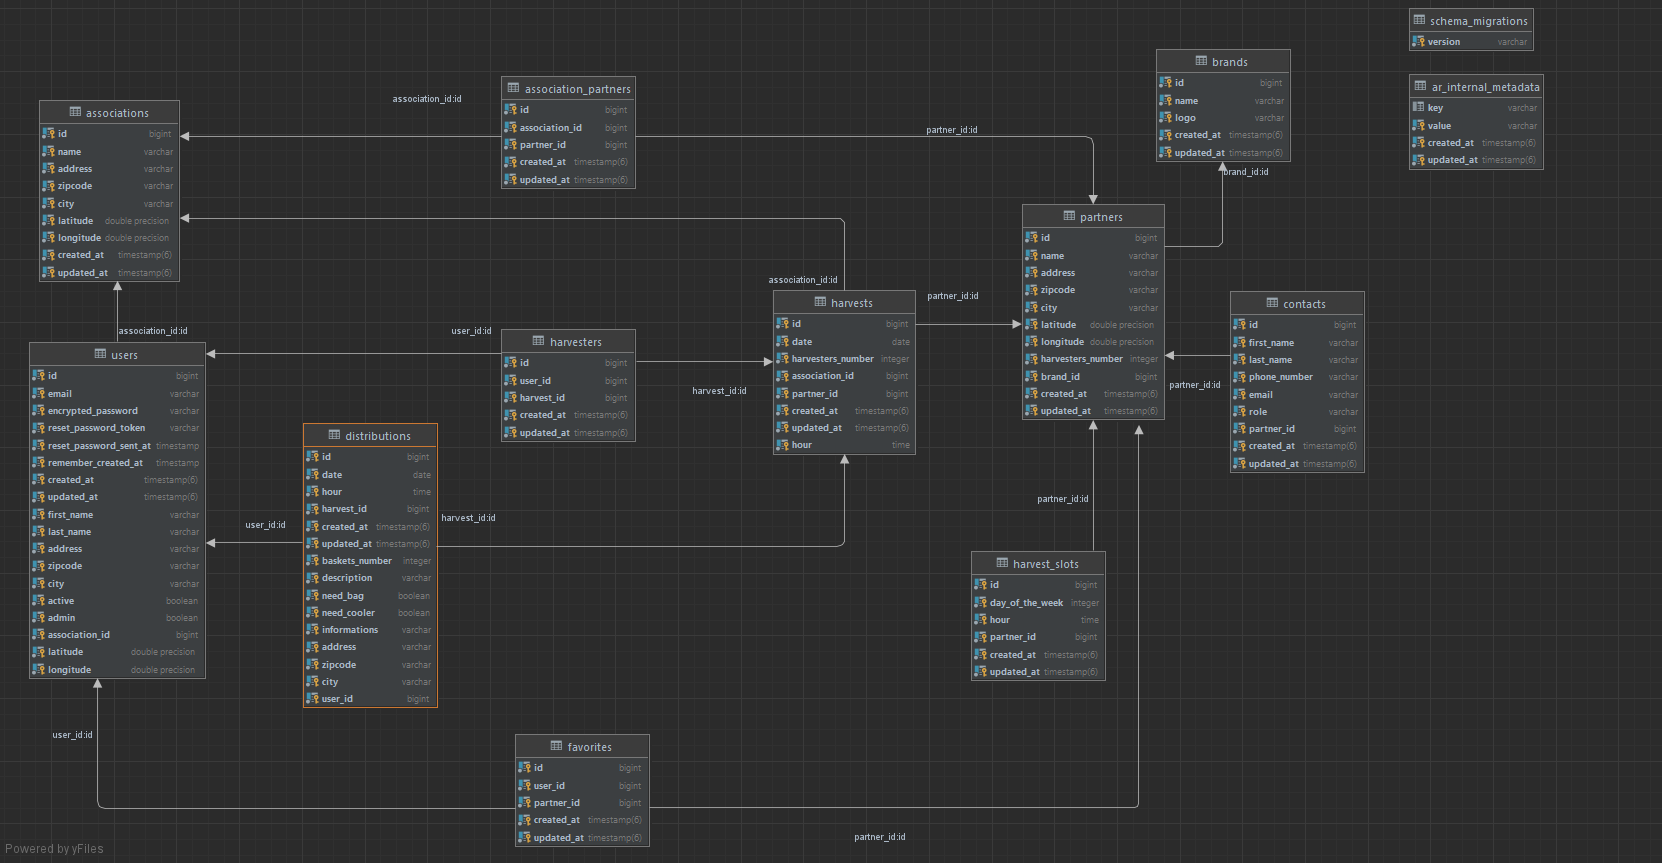 schema_migrations
version varchar
ar_internal_metadata
key varchar
value varchar
created_at timestamp(6)
updated_at timestamp(6)
brands
id bigint
name varchar
logo varchar
created_at timestamp(6)
updated_at timestamp(6)
brand_id:id
association_partners
id bigint
association_id bigint
partner_id bigint
created_at timestamp(6)
updated_at timestamp(6)
association_id:id
partner_id:id
associations
id bigint
name varchar
address varchar
zipcode varchar
city varchar
latitude double precision
longitude double precision
created_at timestamp(6)
updated_at timestamp(6)
association_id:id
partners
id bigint
name varchar
address varchar
zipcode varchar
city varchar
latitude double precision
longitude double precision
harvesters_number integer
brand_id bigint
created_at timestamp(6)
updated_at timestamp(6)
association_id:id
partner_id:id
harvests
id bigint
date date
harvesters_number integer
association_id bigint
partner_id bigint
created_at timestamp(6)
updated_at timestamp(6)
hour time
contacts
id bigint
first_name varchar
last_name varchar
phone_number varchar
email varchar
role varchar
partner_id bigint
created_at timestamp(6)
updated_at timestamp(6)
partner_id:id
user_id:id
harvesters
id bigint
user_id bigint
harvest_id bigint
created_at timestamp(6)
updated_at timestamp(6)
harvest_id:id
users
id bigint
email varchar
encrypted_password varchar
reset_password_token varchar
reset_password_sent_at timestamp
remember_created_at timestamp
created_at timestamp(6)
updated_at timestamp(6)
first_name varchar
last_name varchar
address varchar
zipcode varchar
city varchar
active boolean
admin boolean
association_id bigint
latitude double precision
longitude double precision
user_id:id
distributions
id bigint
date date
hour time
harvest_id bigint
created_at timestamp(6)
updated_at timestamp(6)
baskets_number integer
description varchar
need_bag boolean
need_cooler boolean
informations varchar
address varchar
zipcode varchar
city varchar
user_id bigint
harvest_id:id
partner_id:id
harvest_slots
id bigint
day_of_the_week integer
hour time
partner_id bigint
created_at timestamp(6)
updated_at timestamp(6)
user_id:id
favorites
id bigint
user_id bigint
partner_id bigint
created_at timestamp(6)
updated_at timestamp(6)
partner_id:id
Powered by yFiles